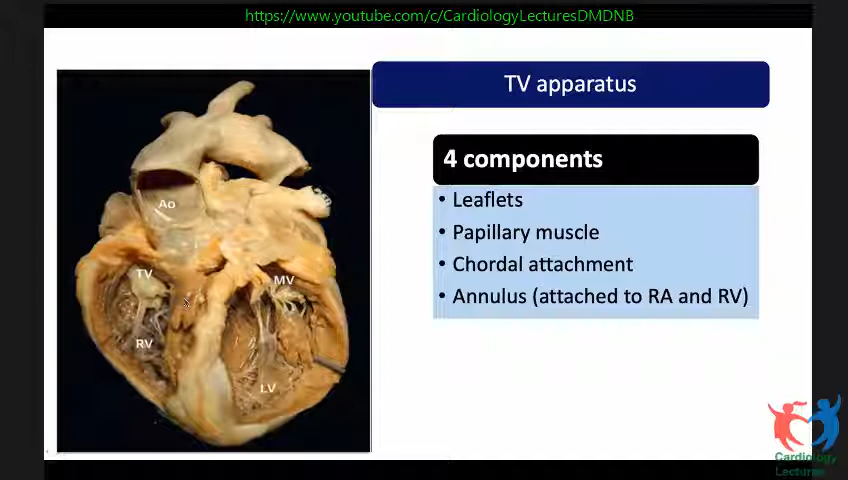 https://www.youtube.com/c/CardiologyLecturesDMDNB
TV apparatus
4 components
• Leaflets
• Papillary muscle
• Chordal attachment
• Annulus (attached to RA and RV)
Ao
TV
MV
RV
LV
Cardiology
Lectures